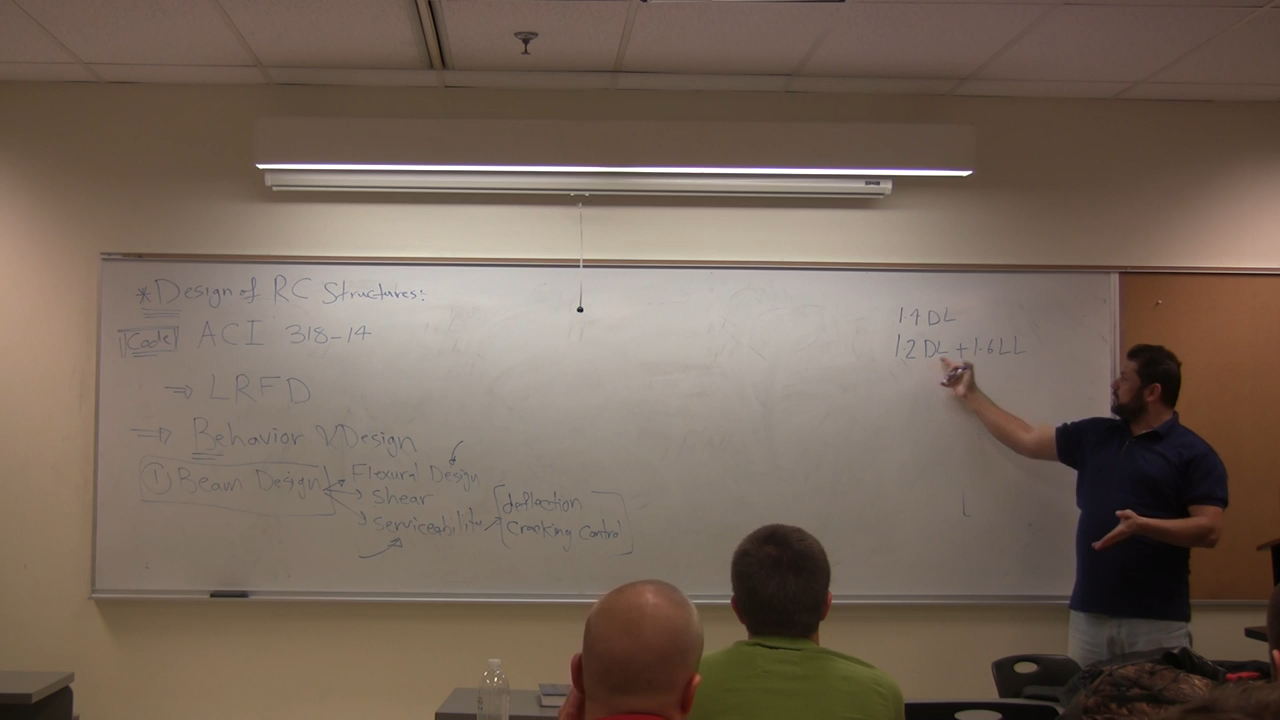 *Design of RC Structures:
Code ACI 318-14
⇒ LRFD
⇒ Behavior & Design
① Beam Design
Flexural Design
Shear
Serviceability
deflection
Cracking Control
1.4 DL
1.2 DL + 1.6 LL